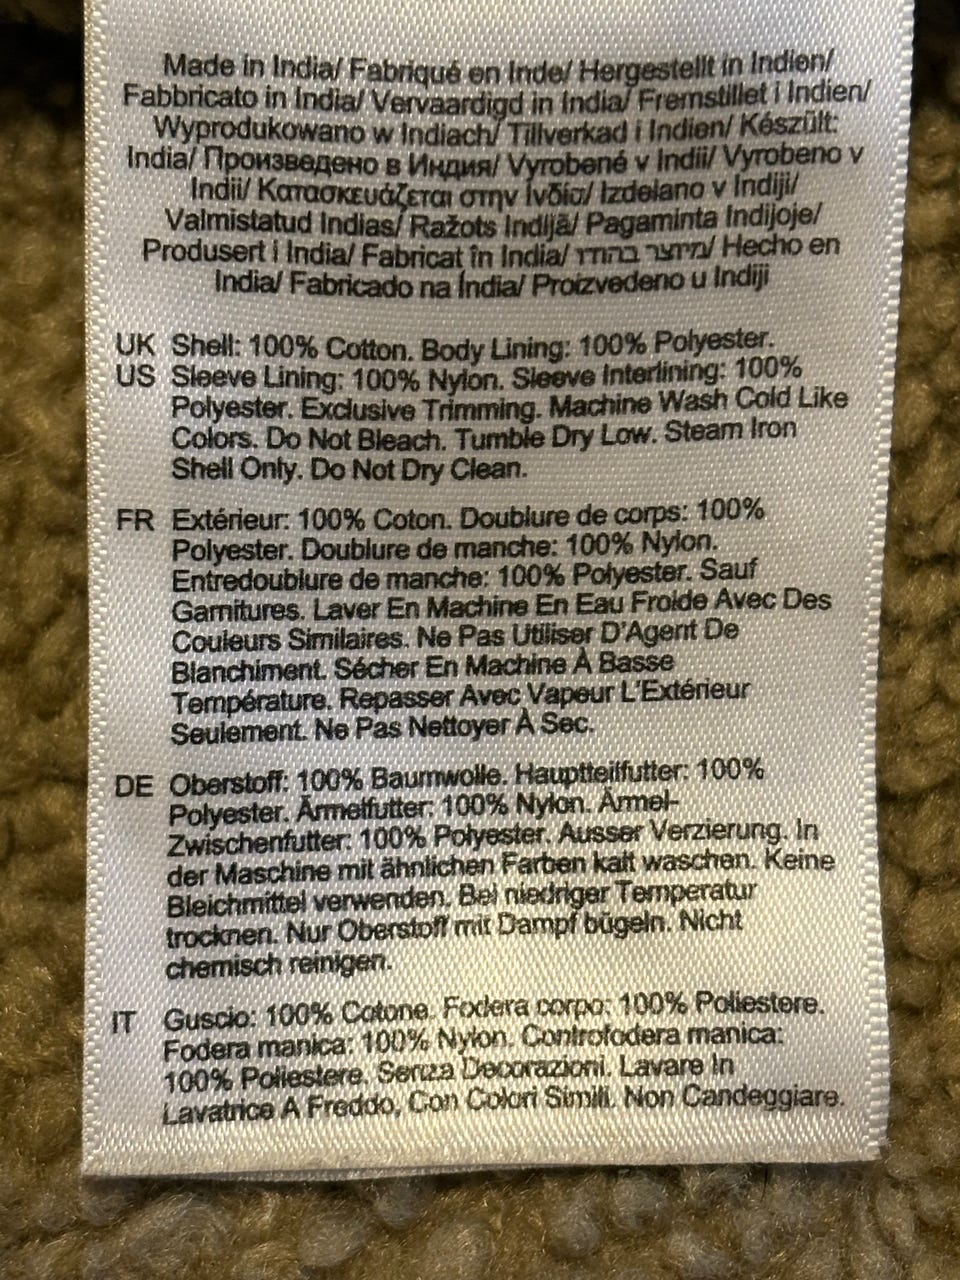 Made in India/ Fabriqué en Inde/ Hergestellt in Indien/
Fabbricato in India/ Vervaardigd in India/ Fremstillet i Indien/
Wyprodukowano w Indiach/ Tillverkad i Indien/ Készült:
India/ Произведено в Индия/ Vyrobené v Indii/ Vyrobeno v
Indii/ Κατασκευάζεται στην Ινδία/ Izdelano v Indiji/
Valmistatud Indias/ Ražots Indijā/ Pagaminta Indijoje/
Produsert i India/ Fabricat în India/ מיוצר בהודו/ Hecho en
India/ Fabricado na Índia/ Proizvedeno u Indiji
UK Shell: 100% Cotton. Body Lining: 100% Polyester.
US Sleeve Lining: 100% Nylon. Sleeve Interlining: 100%
Polyester. Exclusive Trimming. Machine Wash Cold Like
Colors. Do Not Bleach. Tumble Dry Low. Steam Iron
Shell Only. Do Not Dry Clean.
FR Extérieur: 100% Coton. Doublure de corps: 100%
Polyester. Doublure de manche: 100% Nylon.
Entredoublure de manche: 100% Polyester. Sauf
Garnitures. Laver En Machine En Eau Froide Avec Des
Couleurs Similaires. Ne Pas Utiliser D'Agent De
Blanchiment. Sécher En Machine À Basse
Température. Repasser Avec Vapeur L'Extérieur
Seulement. Ne Pas Nettoyer À Sec.
DE Oberstoff: 100% Baumwolle. Hauptteilfutter: 100%
Polyester. Ärmelfutter: 100% Nylon. Ärmel-
Zwischenfutter: 100% Polyester. Ausser Verzierung. In
der Maschine mit ähnlichen Farben kalt waschen. Keine
Bleichmittel verwenden. Bei niedriger Temperatur
trocknen. Nur Oberstoff mit Dampf bügeln. Nicht
chemisch reinigen.
IT Guscio: 100% Cotone. Fodera corpo: 100% Poliestere.
Fodera manica: 100% Nylon. Controfodera manica:
100% Poliestere. Senza Decorazioni. Lavare In
Lavatrice A Freddo, Con Colori Simili. Non Candeggiare.